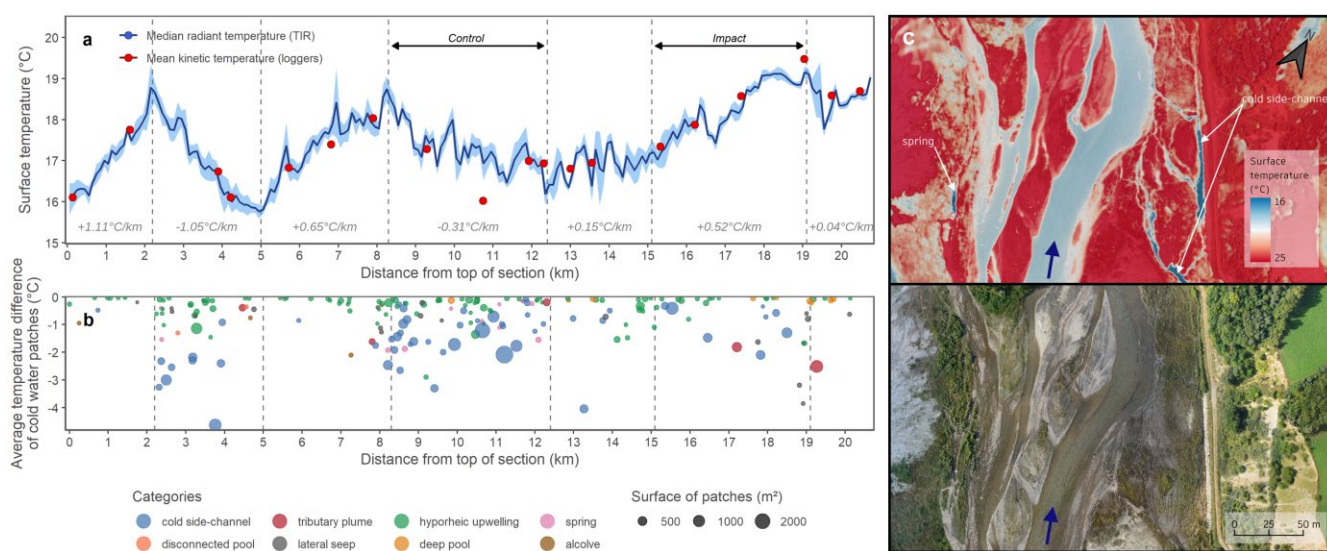 a
Median radiant temperature (TIR)
Mean kinetic temperature (loggers)
Control
Impact
Surface temperature (°C)
20
19
18
17
16
15
+1.11°C/km
-1.05°C/km
+0.65°C/km
-0.31°C/km
+0.15°C/km
+0.52°C/km
+0.04°C/km
0 1 2 3 4 5 6 7 8 9 10 11 12 13 14 15 16 17 18 19 20
Distance from top of section (km)
b
Average temperature difference
of cold water patches (°C)
0
-1
-2
-3
-4
0 1 2 3 4 5 6 7 8 9 10 11 12 13 14 15 16 17 18 19 20
Distance from top of section (km)
Categories
cold side-channel
tributary plume
hyporheic upwelling
spring
disconnected pool
lateral seep
deep pool
alcolve
Surface of patches (m²)
500
1000
2000
c
N
spring
cold side-channel
Surface
temperature
(°C)
16
25
0 25 50 m